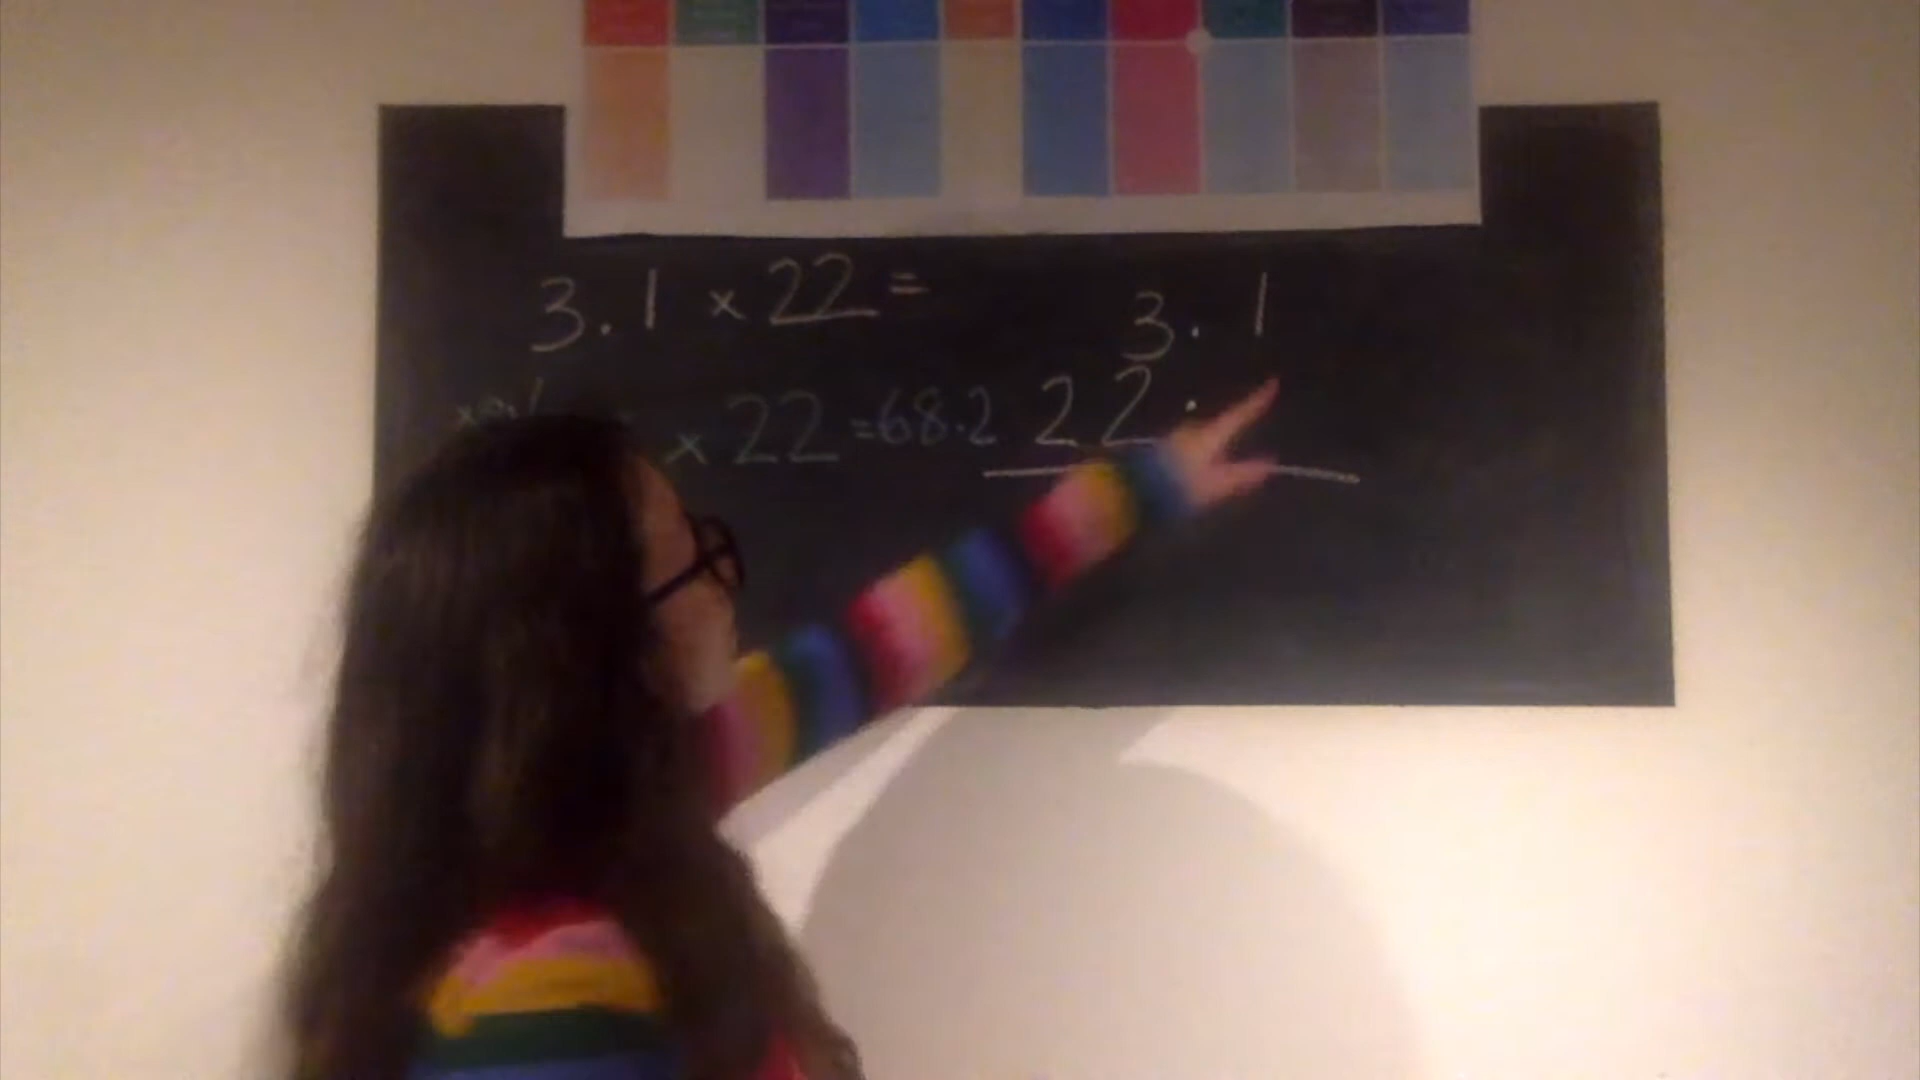 3.1 x 22 =
x 22 = 68.2
3.1
22.